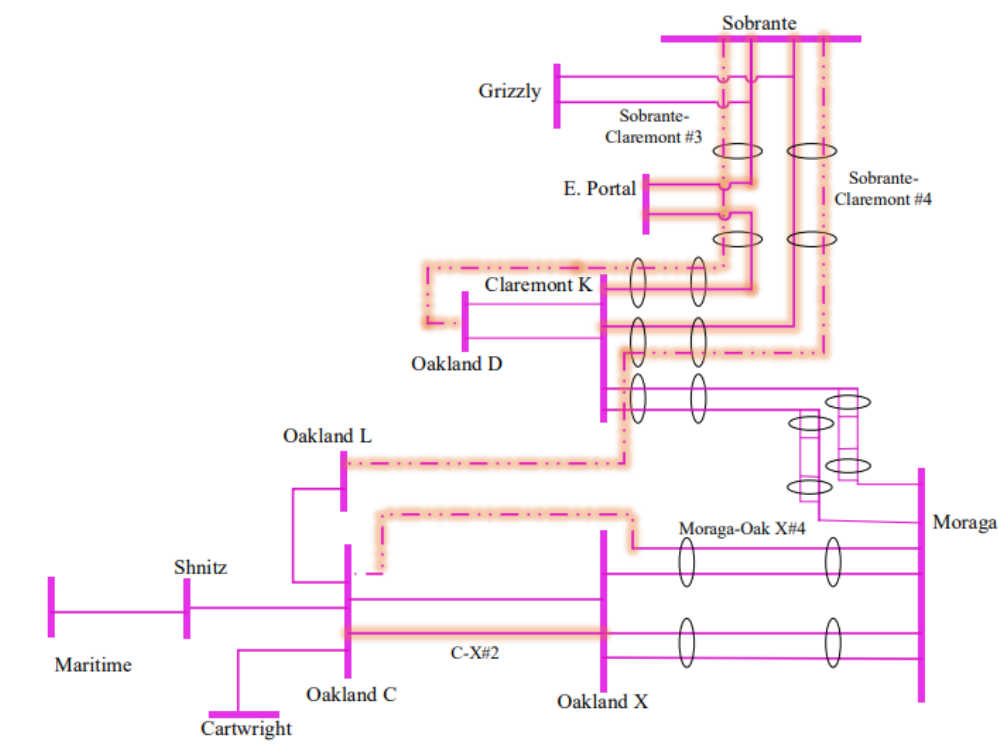 Sobrante
Grizzly
Sobrante-
Claremont #3
E. Portal
Sobrante-
Claremont #4
Claremont K
Oakland D
Oakland L
Moraga
Moraga-Oak X#4
Shnitz
Maritime
C-X#2
Oakland C
Oakland X
Cartwright